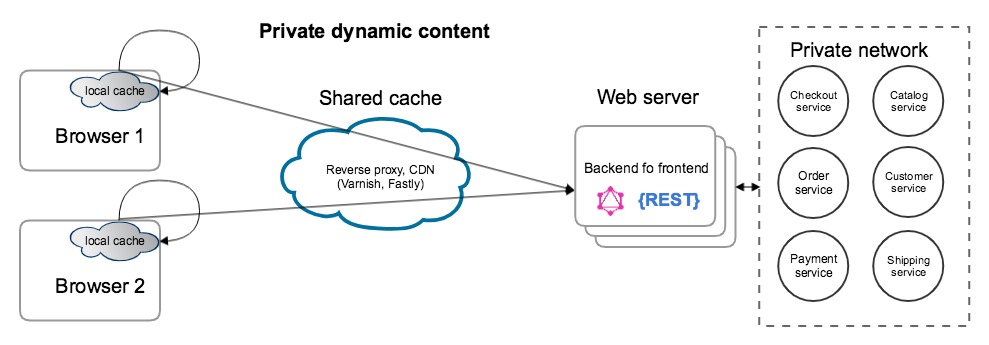 Private dynamic content
local cache
Browser 1
local cache
Browser 2
Shared cache
Reverse proxy, CDN
(Varnish, Fastly)
Web server
Backend fo frontend
{REST}
Private network
Checkout
service
Catalog
service
Order
service
Customer
service
Payment
service
Shipping
service